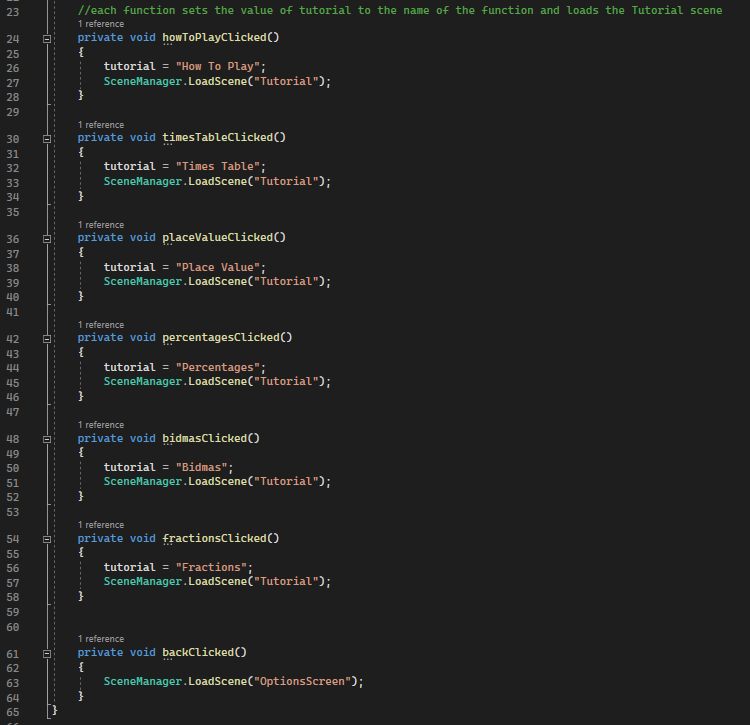 23 //each function sets the value of tutorial to the name of the function and loads the Tutorial scene
1 reference
24 private void howToPlayClicked()
25 {
26 tutorial = "How To Play";
27 SceneManager.LoadScene("Tutorial");
28 }
29
1 reference
30 private void timesTableClicked()
31 {
32 tutorial = "Times Table";
33 SceneManager.LoadScene("Tutorial");
34 }
35
1 reference
36 private void placeValueClicked()
37 {
38 tutorial = "Place Value";
39 SceneManager.LoadScene("Tutorial");
40 }
41
1 reference
42 private void percentagesClicked()
43 {
44 tutorial = "Percentages";
45 SceneManager.LoadScene("Tutorial");
46 }
47
1 reference
48 private void bidmasClicked()
49 {
50 tutorial = "Bidmas";
51 SceneManager.LoadScene("Tutorial");
52 }
53
1 reference
54 private void fractionsClicked()
55 {
56 tutorial = "Fractions";
57 SceneManager.LoadScene("Tutorial");
58 }
59
60
1 reference
61 private void backClicked()
62 {
63 SceneManager.LoadScene("OptionsScreen");
64 }
65 }